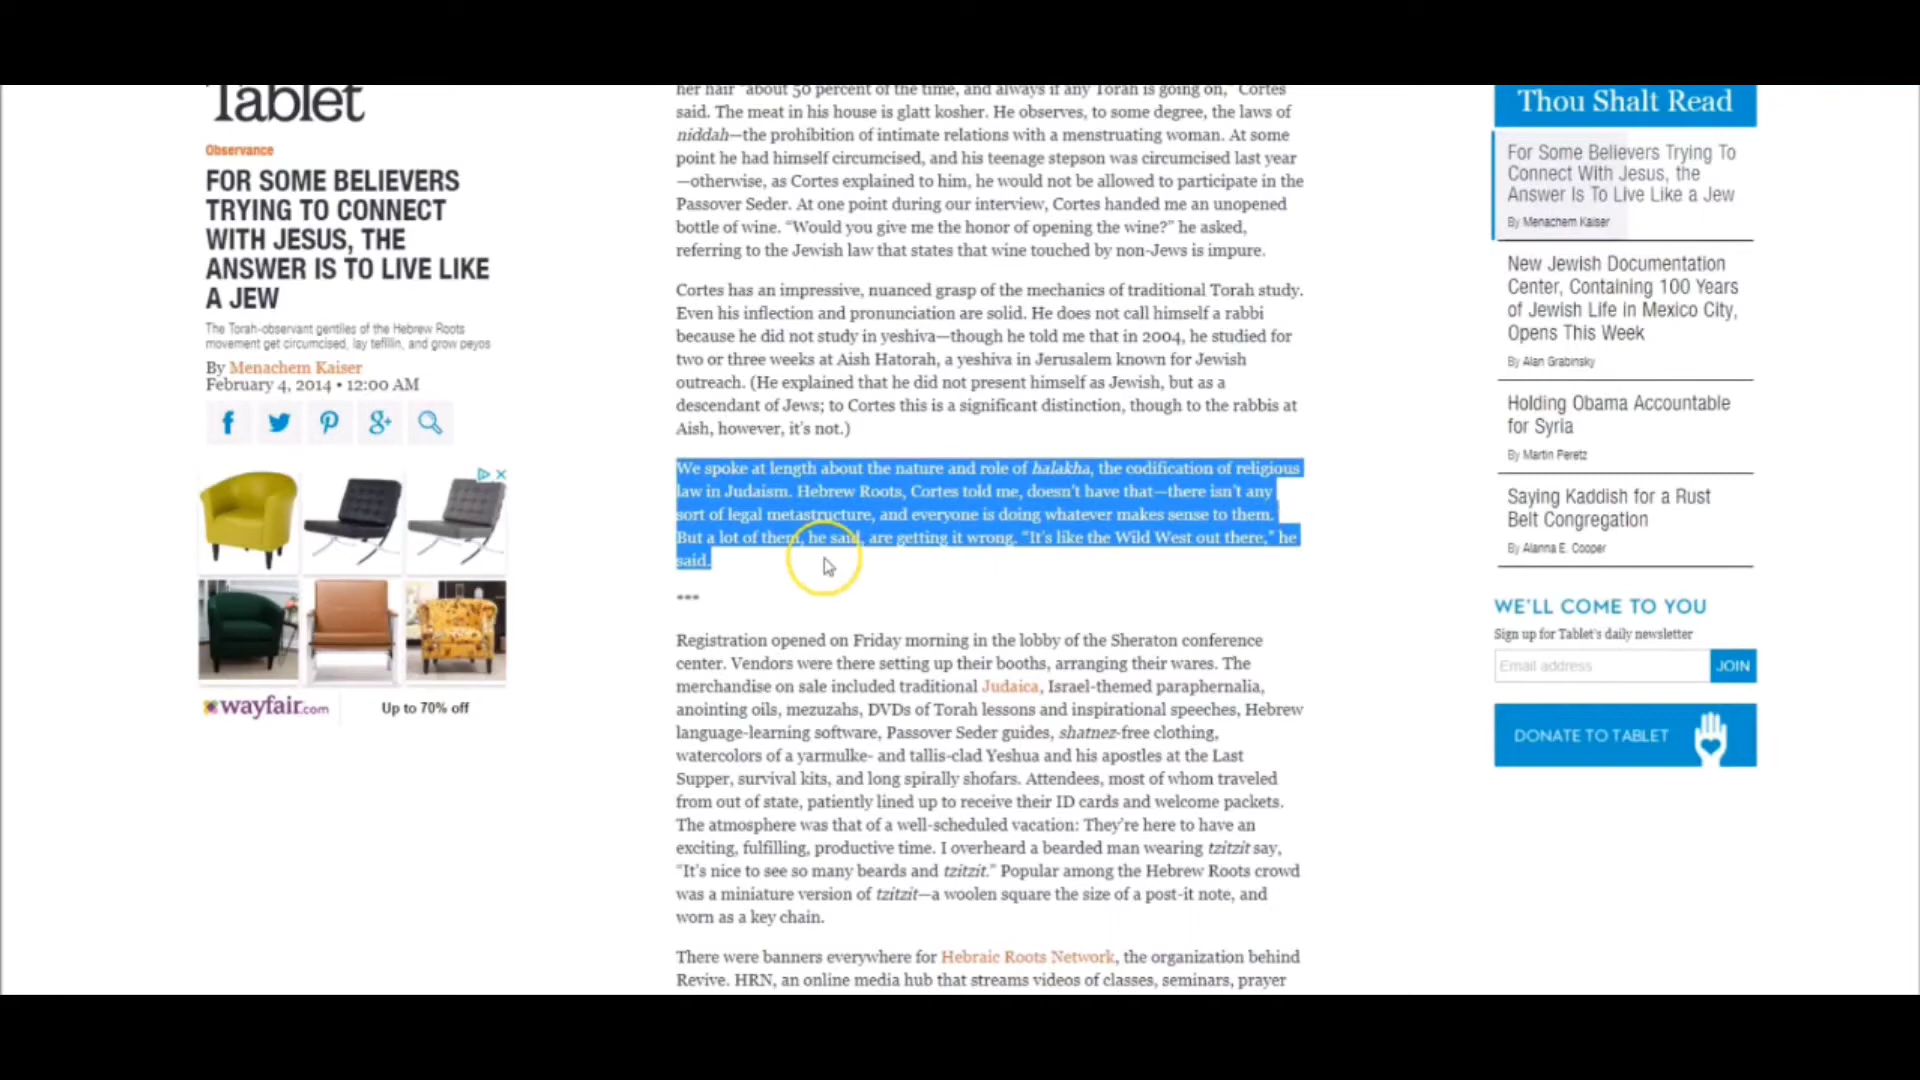 Tablet
Observance
FOR SOME BELIEVERS
TRYING TO CONNECT
WITH JESUS, THE
ANSWER IS TO LIVE LIKE
A JEW
The Torah-observant gentiles of the Hebrew Roots
movement get circumcised, lay tefillin, and grow peyos
By Menachem Kaiser
February 4, 2014 • 12:00 AM
wayfair.com
Up to 70% off
her hair “about 50 percent of the time, and always if any Torah is going on,” Cortes
said. The meat in his house is glatt kosher. He observes, to some degree, the laws of
niddah—the prohibition of intimate relations with a menstruating woman. At some
point he had himself circumcised, and his teenage stepson was circumcised last year
—otherwise, as Cortes explained to him, he would not be allowed to participate in the
Passover Seder. At one point during our interview, Cortes handed me an unopened
bottle of wine. “Would you give me the honor of opening the wine?” he asked,
referring to the Jewish law that states that wine touched by non-Jews is impure.
Cortes has an impressive, nuanced grasp of the mechanics of traditional Torah study.
Even his inflection and pronunciation are solid. He does not call himself a rabbi
because he did not study in yeshiva—though he told me that in 2004, he studied for
two or three weeks at Aish Hatorah, a yeshiva in Jerusalem known for Jewish
outreach. (He explained that he did not present himself as Jewish, but as a
descendant of Jews; to Cortes this is a significant distinction, though to the rabbis at
Aish, however, it’s not.)
We spoke at length about the nature and role of halakha, the codification of religious
law in Judaism. Hebrew Roots, Cortes told me, doesn’t have that—there isn’t any
sort of legal metastructure, and everyone is doing whatever makes sense to them.
But a lot of them, he said, are getting it wrong. “It’s like the Wild West out there,” he
said.
***
Registration opened on Friday morning in the lobby of the Sheraton conference
center. Vendors were there setting up their booths, arranging their wares. The
merchandise on sale included traditional Judaica, Israel-themed paraphernalia,
anointing oils, mezuzahs, DVDs of Torah lessons and inspirational speeches, Hebrew
language-learning software, Passover Seder guides, shatnez-free clothing,
watercolors of a yarmulke- and tallis-clad Yeshua and his apostles at the Last
Supper, survival kits, and long spirally shofars. Attendees, most of whom traveled
from out of state, patiently lined up to receive their ID cards and welcome packets.
The atmosphere was that of a well-scheduled vacation: They’re here to have an
exciting, fulfilling, productive time. I overheard a bearded man wearing tzitzit say,
“It’s nice to see so many beards and tzitzit.” Popular among the Hebrew Roots crowd
was a miniature version of tzitzit—a woolen square the size of a post-it note, and
worn as a key chain.
There were banners everywhere for Hebraic Roots Network, the organization behind
Revive. HRN, an online media hub that streams videos of classes, seminars, prayer
Thou Shalt Read
For Some Believers Trying To
Connect With Jesus, the
Answer Is To Live Like a Jew
By Menachem Kaiser
New Jewish Documentation
Center, Containing 100 Years
of Jewish Life in Mexico City,
Opens This Week
By Alan Grabinsky
Holding Obama Accountable
for Syria
By Martin Peretz
Saying Kaddish for a Rust
Belt Congregation
By Alanna E. Cooper
WE’LL COME TO YOU
Sign up for Tablet’s daily newsletter
Email address
JOIN
DONATE TO TABLET